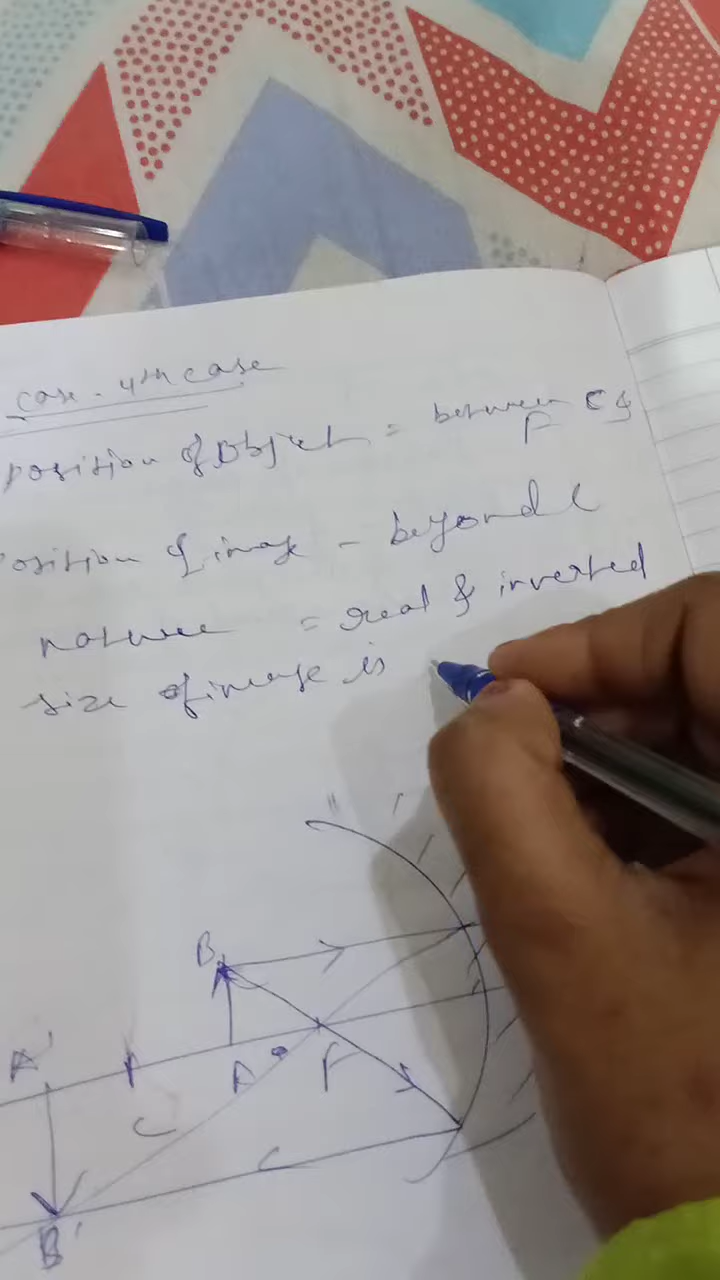 case - 4th case
position of object = between C &
F
position of image - beyond C
nature = real & inverted
size of image is
B
A'
A
F
C
B'